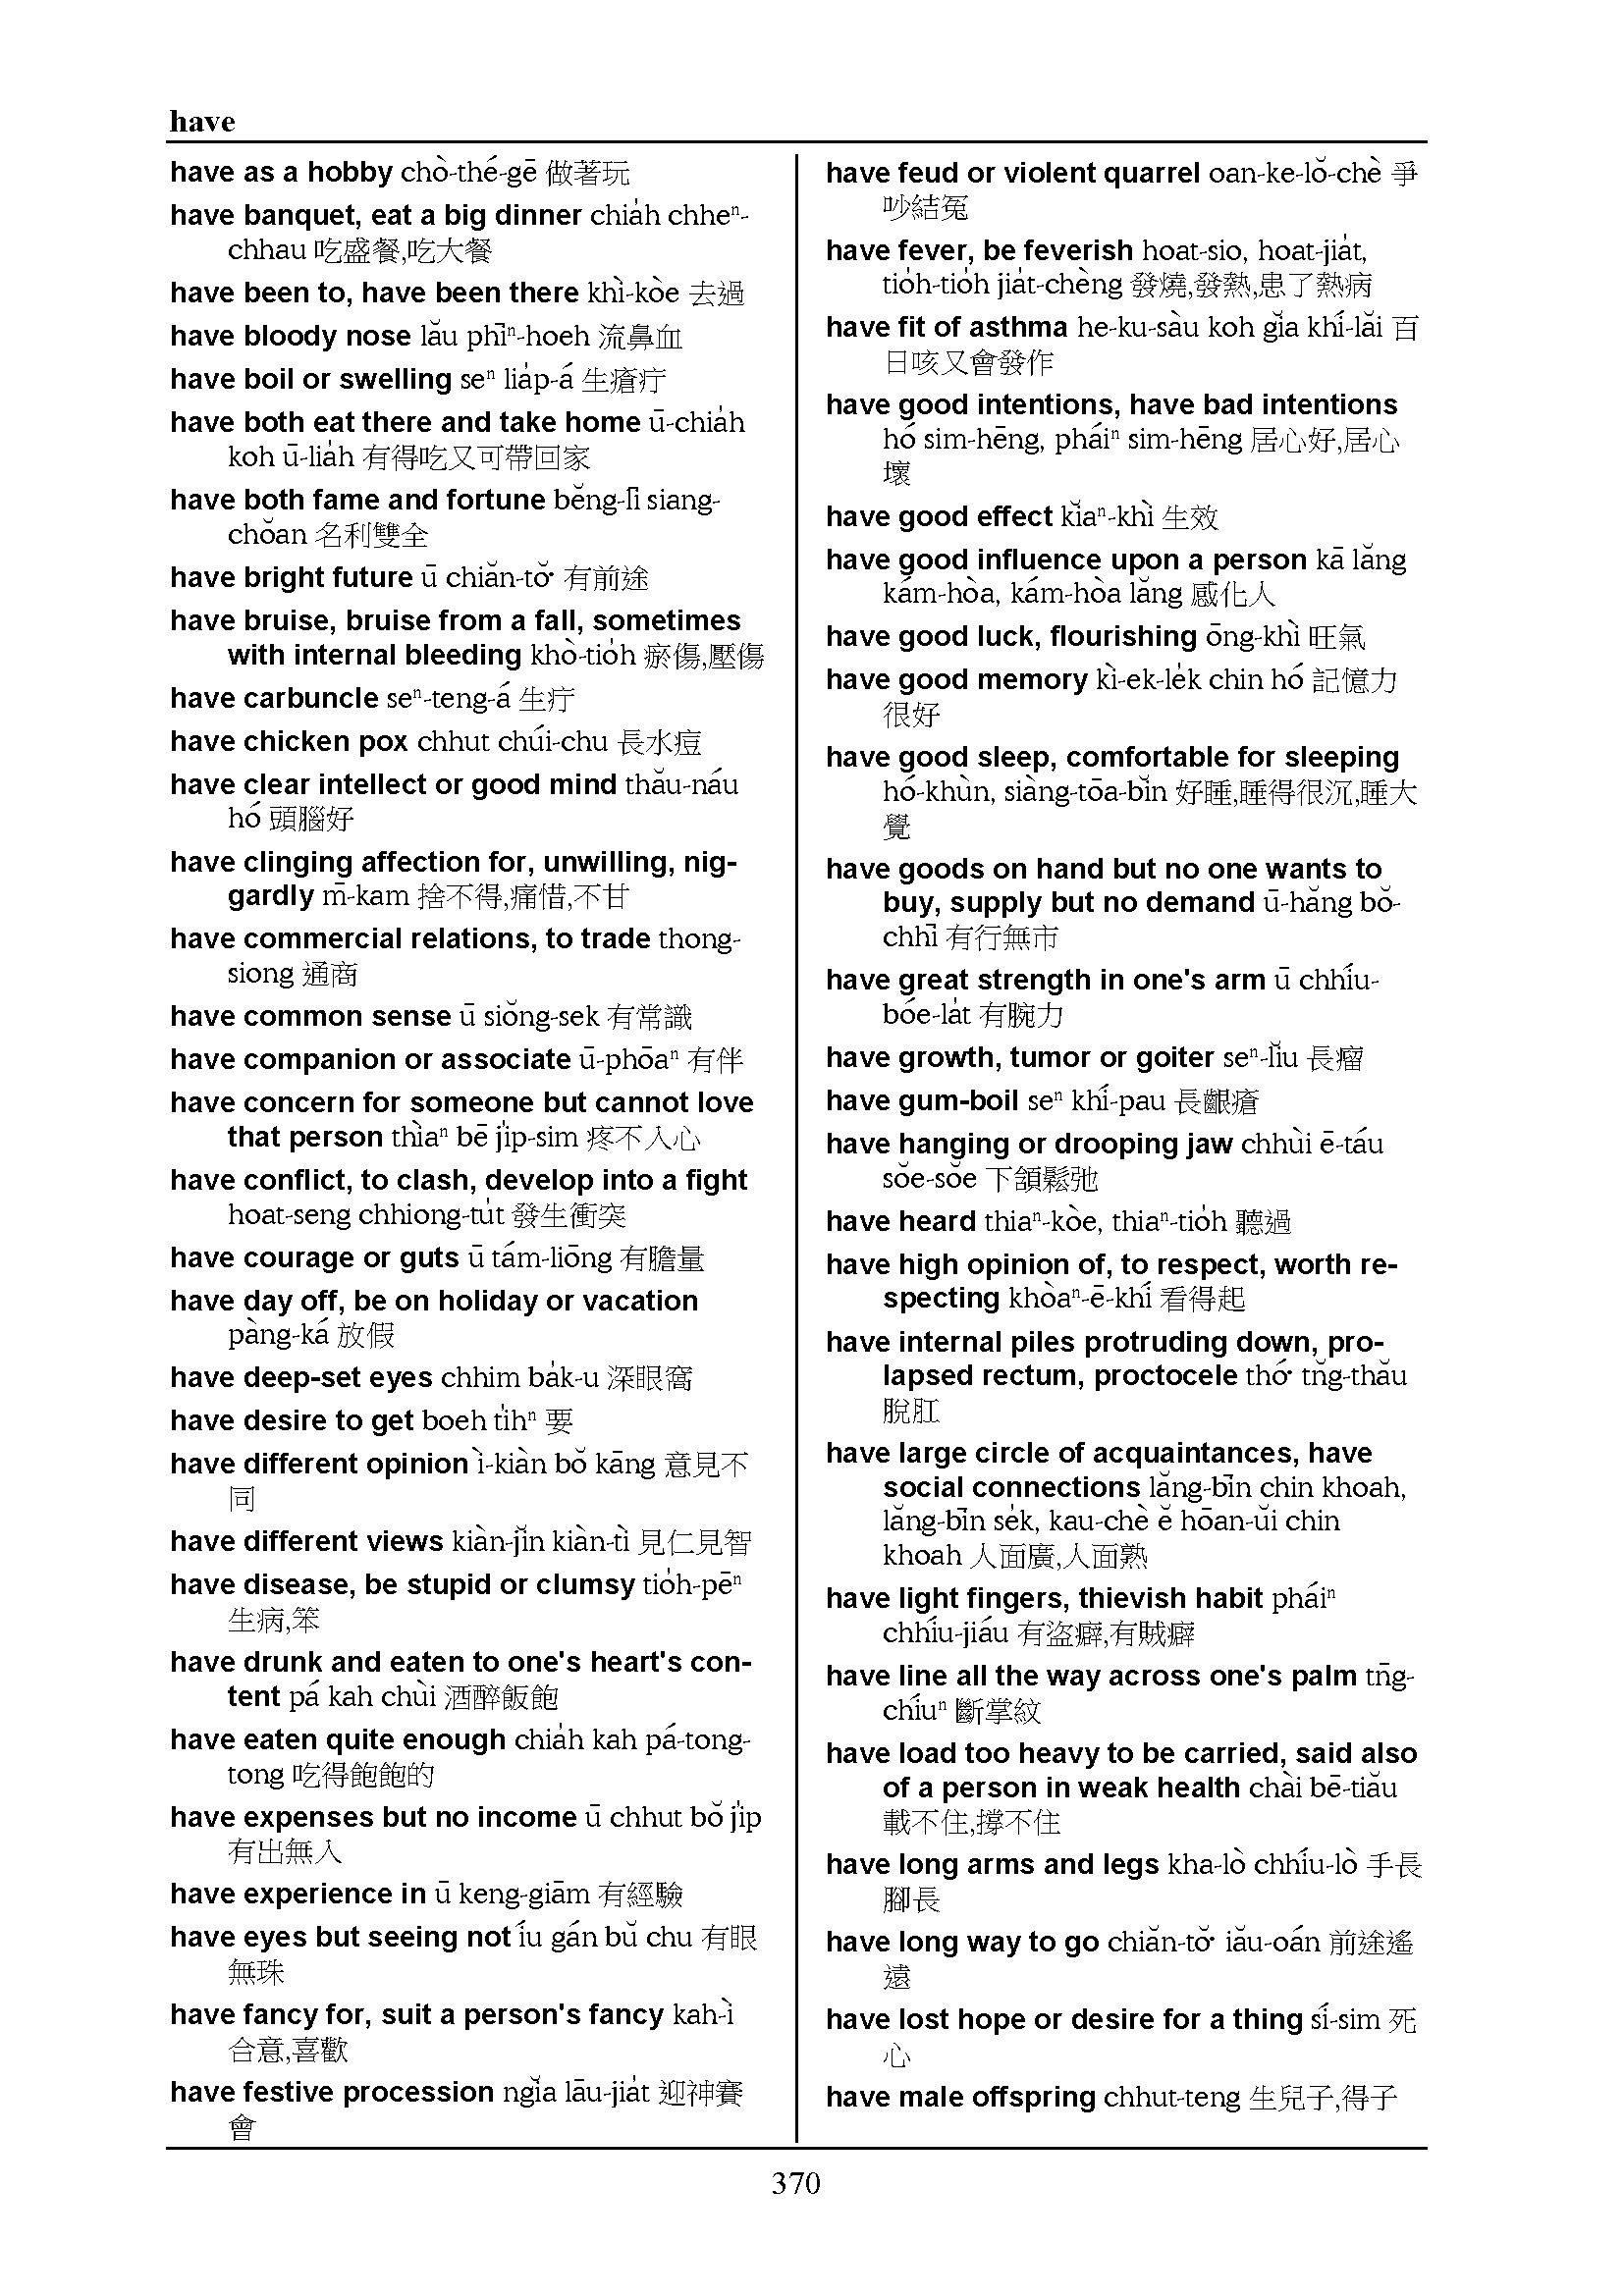 have
have as a hobby chò-thé-gē 做著玩
have banquet, eat a big dinner chia̍h chheⁿ-
chhau 吃盛餐,吃大餐
have been to, have been there khì-kòe 去過
have bloody nose lău phīⁿ-hoeh 流鼻血
have boil or swelling seⁿ lia̍p-á 生瘡疔
have both eat there and take home ū-chia̍h
koh ū-lia̍h 有得吃又可帶回家
have both fame and fortune bĕng-lī siang-
chŏan 名利雙全
have bright future ū chiăn-tŏ͘ 有前途
have bruise, bruise from a fall, sometimes
with internal bleeding khò-tio̍h 瘀傷,壓傷
have carbuncle seⁿ-teng-á 生疔
have chicken pox chhut chúi-chu 長水痘
have clear intellect or good mind thău-náu
hó 頭腦好
have clinging affection for, unwilling, nig-
gardly m̄-kam 捨不得,痛惜,不甘
have commercial relations, to trade thong-
siong 通商
have common sense ū siŏng-sek 有常識
have companion or associate ū-phōaⁿ 有伴
have concern for someone but cannot love
that person thìaⁿ bē ji̍p-sim 疼不入心
have conflict, to clash, develop into a fight
hoat-seng chhiong-tu̍t 發生衝突
have courage or guts ū tám-liōng 有膽量
have day off, be on holiday or vacation
pàng-ká 放假
have deep-set eyes chhim ba̍k-u 深眼窩
have desire to get boeh ti̍hⁿ 要
have different opinion ì-kiàn bŏ kāng 意見不
同
have different views kiàn-jĭn kiàn-tì 見仁見智
have disease, be stupid or clumsy tio̍h-pēⁿ
生病,笨
have drunk and eaten to one's heart's con-
tent pá kah chùi 酒醉飯飽
have eaten quite enough chia̍h kah pá-tong-
tong 吃得飽飽的
have expenses but no income ū chhut bŏ ji̍p
有出無入
have experience in ū keng-giām 有經驗
have eyes but seeing not íu gán bŭ chu 有眼
無珠
have fancy for, suit a person's fancy kah-ì
合意,喜歡
have festive procession ngĭa lāu-jia̍t 迎神賽
會
have feud or violent quarrel oan-ke-lŏ-chè 爭
吵結冤
have fever, be feverish hoat-sio, hoat-jia̍t,
tio̍h-tio̍h jia̍t-chèng 發燒,發熱,患了熱病
have fit of asthma he-ku-sàu koh gĭa khí-lăi 百
日咳又會發作
have good intentions, have bad intentions
hó sim-hēng, pháiⁿ sim-hēng 居心好,居心
壞
have good effect kĭaⁿ-khì 生效
have good influence upon a person kā lăng
kám-hòa, kám-hòa lăng 感化人
have good luck, flourishing ōng-khì 旺氣
have good memory kì-ek-le̍k chin hó 記憶力
很好
have good sleep, comfortable for sleeping
hó-khùn, siàng-tōa-bĭn 好睡,睡得很沉,睡大
覺
have goods on hand but no one wants to
buy, supply but no demand ū-hăng bŏ-
chhī 有行無市
have great strength in one's arm ū chhíu-
bóe-la̍t 有腕力
have growth, tumor or goiter seⁿ-lĭu 長瘤
have gum-boil seⁿ khí-pau 長齦瘡
have hanging or drooping jaw chhùi ē-táu
sŏe-sŏe 下頷鬆弛
have heard thiaⁿ-kòe, thiaⁿ-tio̍h 聽過
have high opinion of, to respect, worth re-
specting khòaⁿ-ē-khí 看得起
have internal piles protruding down, pro-
lapsed rectum, proctocele thó͘ tn̆g-thău
脫肛
have large circle of acquaintances, have
social connections lăng-bīn chin khoah,
lăng-bīn se̍k, kau-chè ĕ hōan-ŭi chin
khoah 人面廣,人面熟
have light fingers, thievish habit pháiⁿ
chhíu-jiáu 有盜癖,有賊癖
have line all the way across one's palm tn̄g-
chíuⁿ 斷掌紋
have load too heavy to be carried, said also
of a person in weak health chài bē-tiău
載不住,撐不住
have long arms and legs kha-lò chhíu-lò 手長
腳長
have long way to go chiăn-tŏ͘ iău-oán 前途遙
遠
have lost hope or desire for a thing sí-sim 死
心
have male offspring chhut-teng 生兒子,得子
370